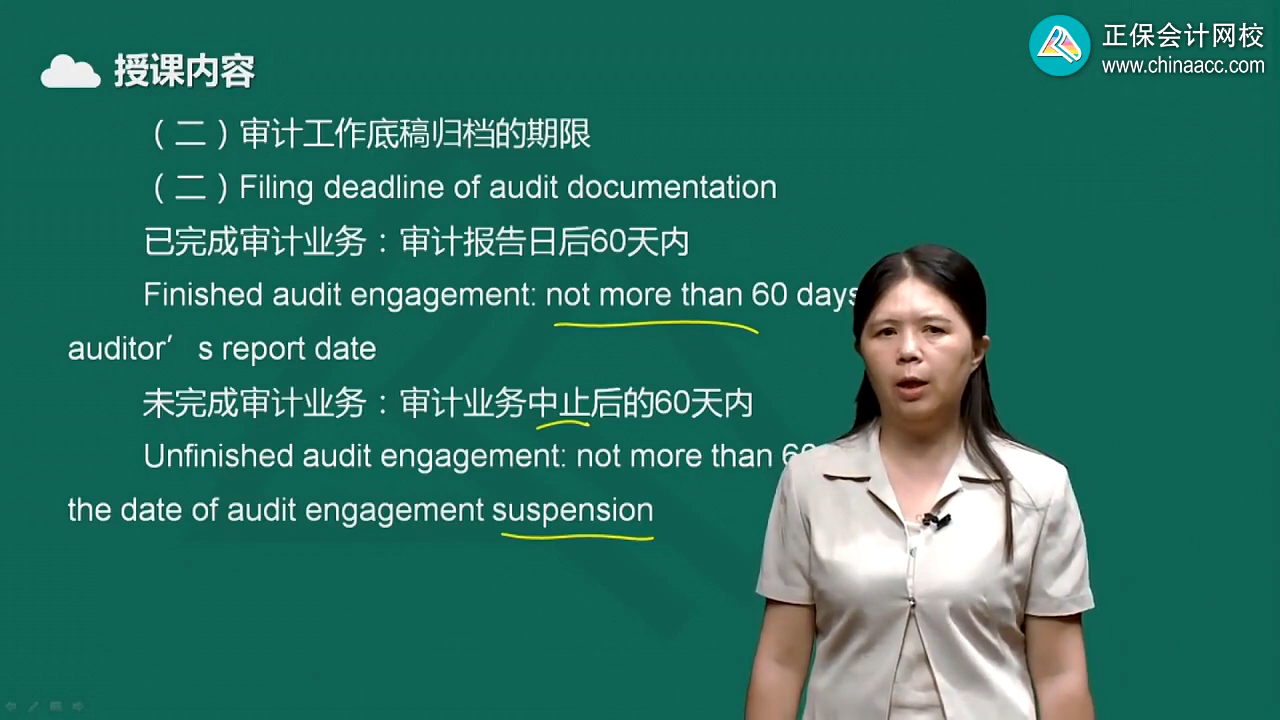 正保会计网校
www.chinaacc.com
授课内容
（二）审计工作底稿归档的期限
（二）Filing deadline of audit documentation
已完成审计业务：审计报告日后60天内
Finished audit engagement: not more than 60 days
auditor’s report date
未完成审计业务：审计业务中止后的60天内
Unfinished audit engagement: not more than 60
the date of audit engagement suspension